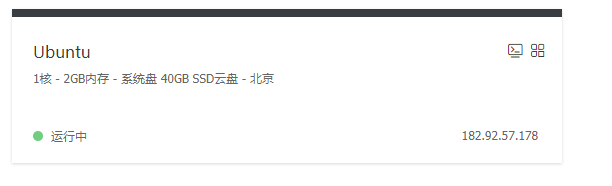 Ubuntu
1核 - 2GB内存 - 系统盘 40GB SSD云盘 - 北京
运行中
182.92.57.178